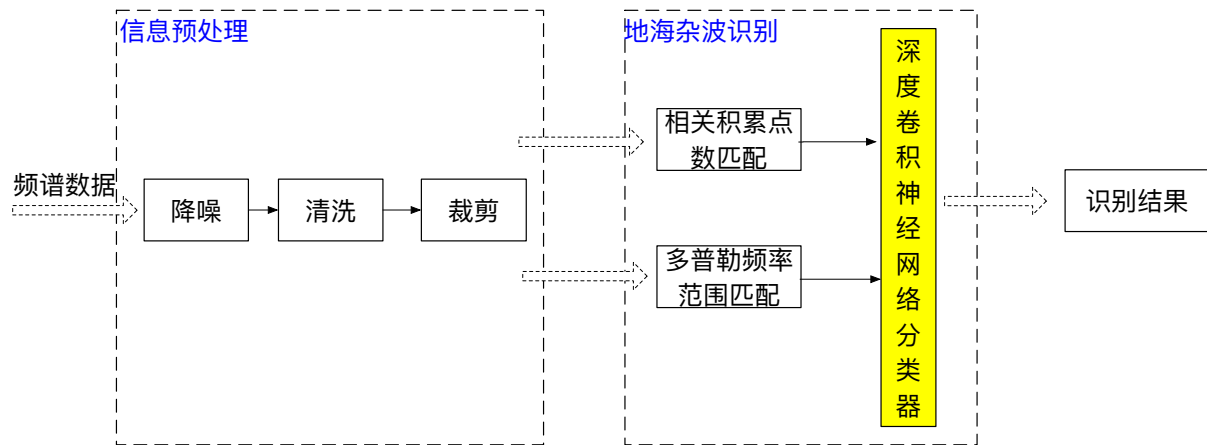 信息预处理
地海杂波识别
频谱数据
降噪
清洗
裁剪
相关积累点
数匹配
多普勒频率
范围匹配
深
度
卷
积
神
经
网
络
分
类
器
识别结果